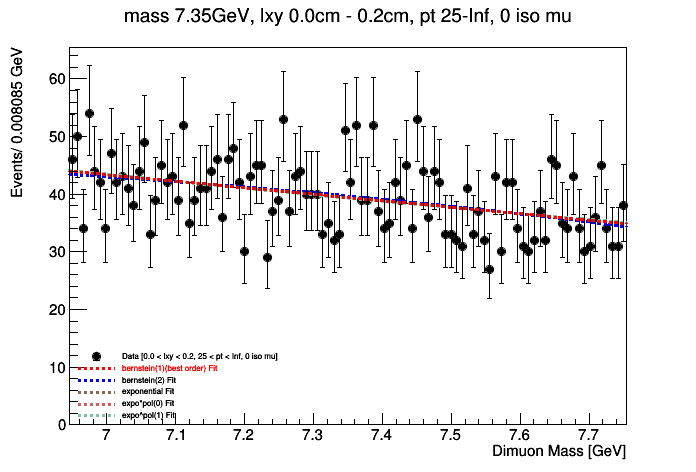 mass 7.35GeV, lxy 0.0cm - 0.2cm, pt 25-Inf, 0 iso mu
Events/ 0.008085 GeV
60
50
40
30
20
10
0
Data [0.0 < lxy < 0.2, 25 < pt < Inf, 0 iso mu]
bernstein(1)(best order) Fit
bernstein(2) Fit
exponential Fit
expo*pol(0) Fit
expo*pol(1) Fit
7 7.1 7.2 7.3 7.4 7.5 7.6 7.7
Dimuon Mass [GeV]